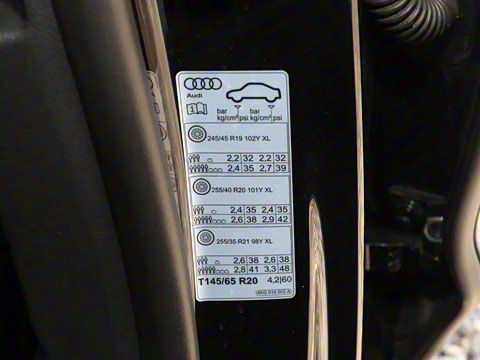 Audi
bar bar
kg/cm² psi kg/cm² psi
245/45 R19 102Y XL
2,2 32 2,2 32
2,4 35 2,7 39
255/40 R20 101Y XL
2,4 35 2,4 35
2,6 38 2,9 42
255/35 R21 98Y XL
2,6 38 2,6 38
2,8 41 3,3 48
T145/65 R20 4,2 60